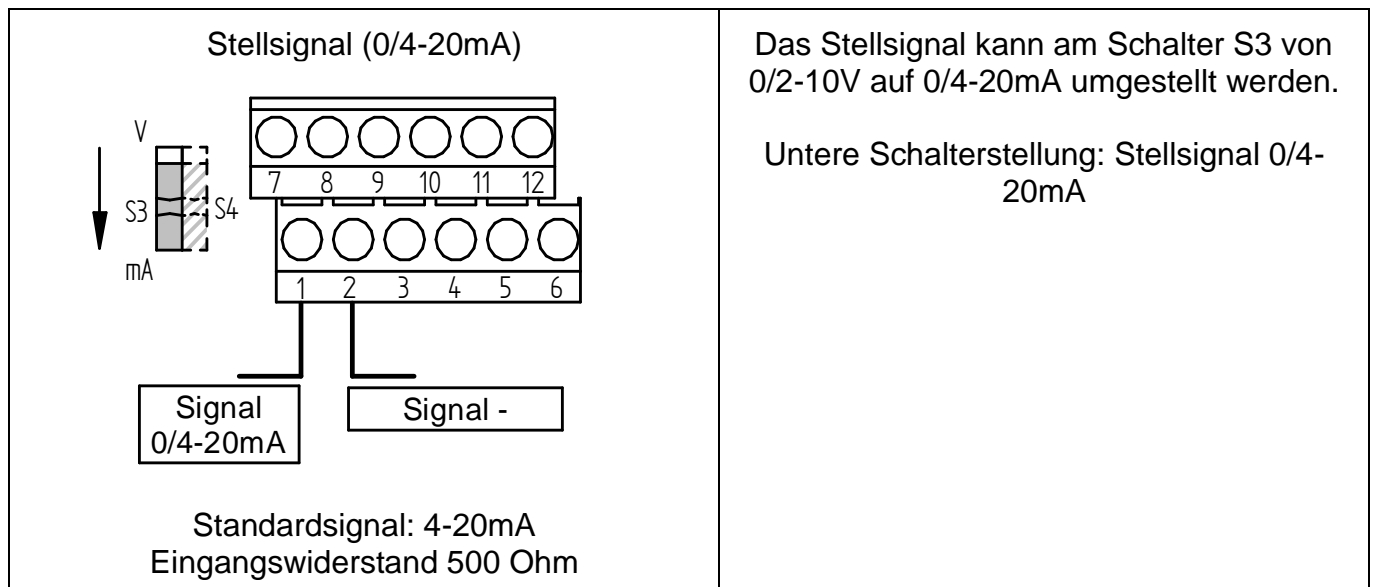 Stellsignal (0/4-20mA)
V
S3
S4
mA
7 8 9 10 11 12
1 2 3 4 5 6
Signal
0/4-20mA
Signal -
Standardsignal: 4-20mA
Eingangswiderstand 500 Ohm
Das Stellsignal kann am Schalter S3 von
0/2-10V auf 0/4-20mA umgestellt werden.
Untere Schalterstellung: Stellsignal 0/4-
20mA